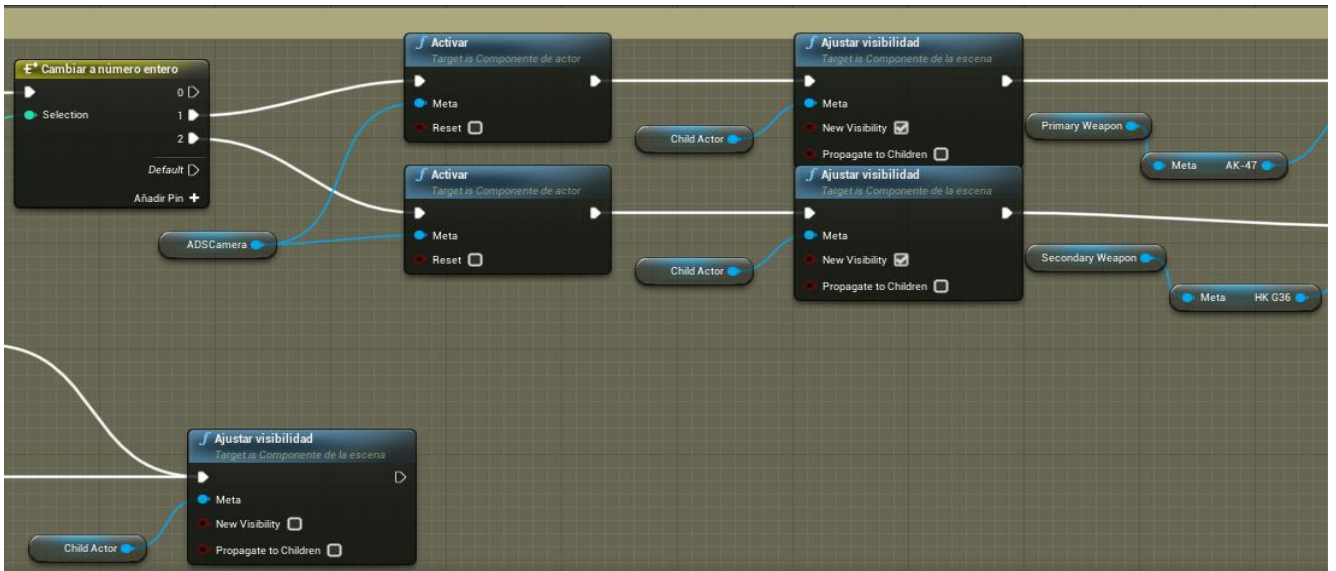 Cambiar a número entero
0
Selection
1
2
Default
Añadir Pin
ADSCamera
Activar
Target is Componente de actor
Meta
Reset
Activar
Target is Componente de actor
Meta
Reset
Child Actor
Child Actor
Ajustar visibilidad
Target is Componente de la escena
Meta
New Visibility
Propagate to Children
Ajustar visibilidad
Target is Componente de la escena
Meta
New Visibility
Propagate to Children
Primary Weapon
Meta AK-47
Secondary Weapon
Meta HK G36
Ajustar visibilidad
Target is Componente de la escena
Meta
New Visibility
Propagate to Children
Child Actor